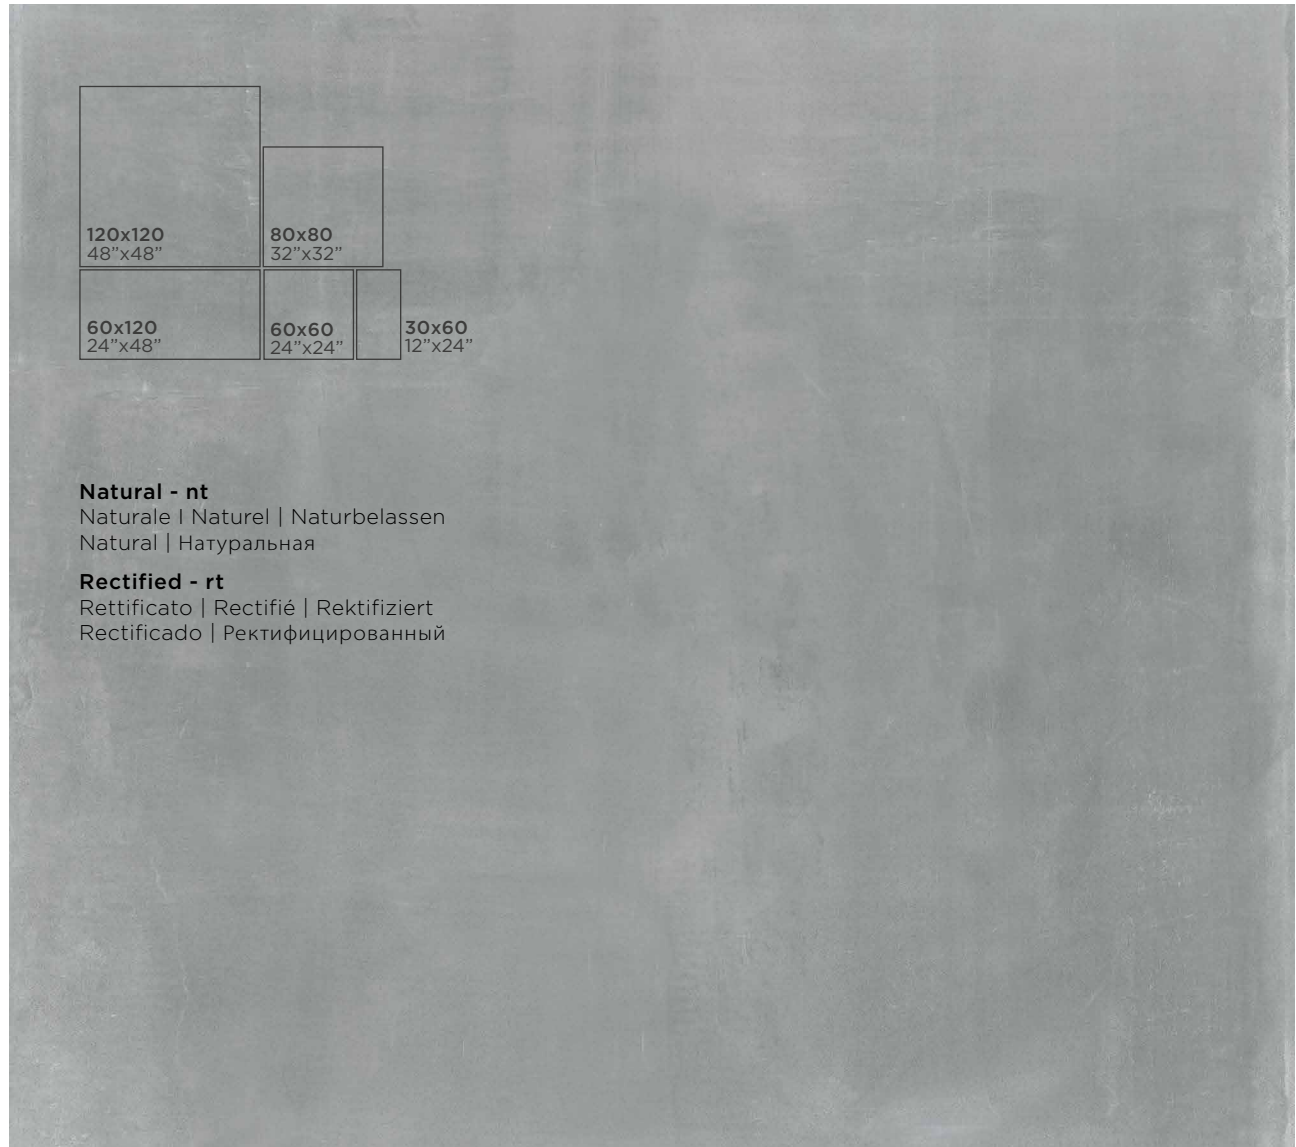 120x120
48”x48”
80x80
32”x32”
60x120
24”x48”
60x60
24”x24”
30x60
12”x24”
Natural - nt
Naturale I Naturel | Naturbelassen
Natural | Натуральная
Rectified - rt
Rettificato | Rectifié | Rektifiziert
Rectificado | Ректифицированный